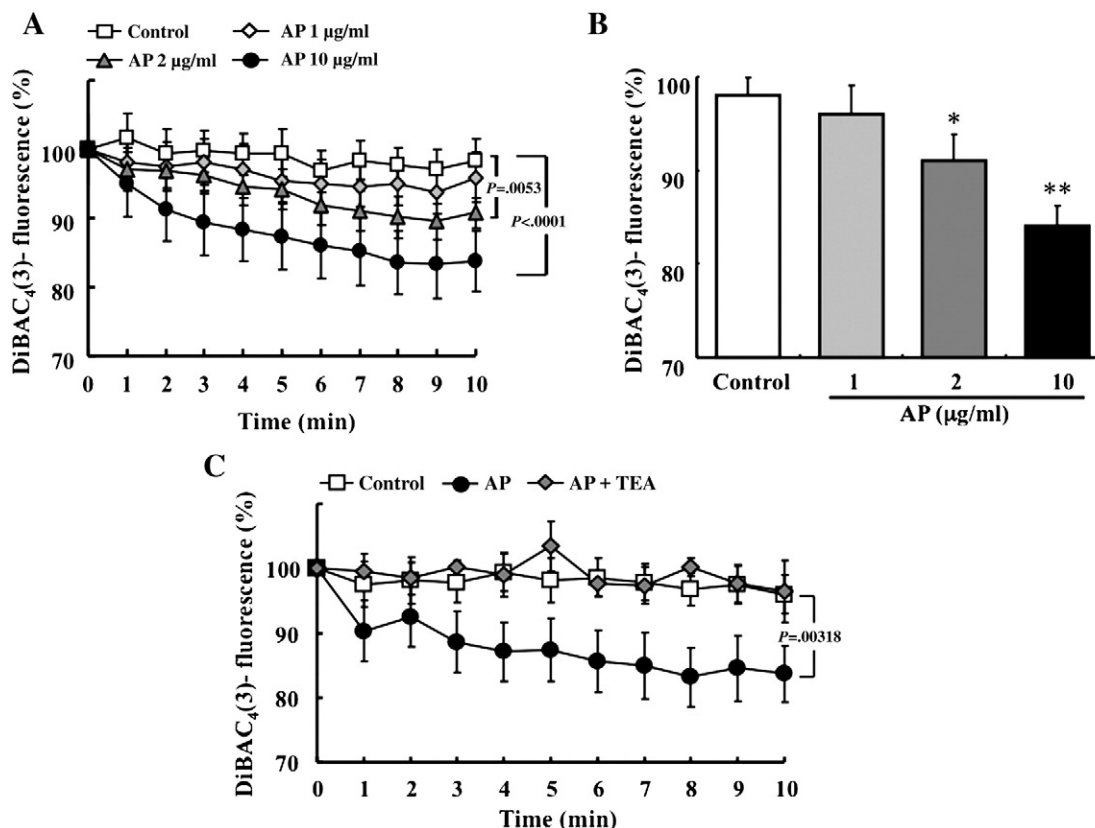 A
Control
AP 1 µg/ml
AP 2 µg/ml
AP 10 µg/ml
DiBAC4(3)- fluorescence (%)
100
90
80
70
P=.0053
P<.0001
0 1 2 3 4 5 6 7 8 9 10
Time (min)
B
DiBAC4(3)- fluorescence (%)
100
90
80
70
*
**
Control 1 2 10
AP (µg/ml)
C
Control AP AP + TEA
DiBAC4(3)- fluorescence (%)
100
90
80
70
P=.00318
0 1 2 3 4 5 6 7 8 9 10
Time (min)